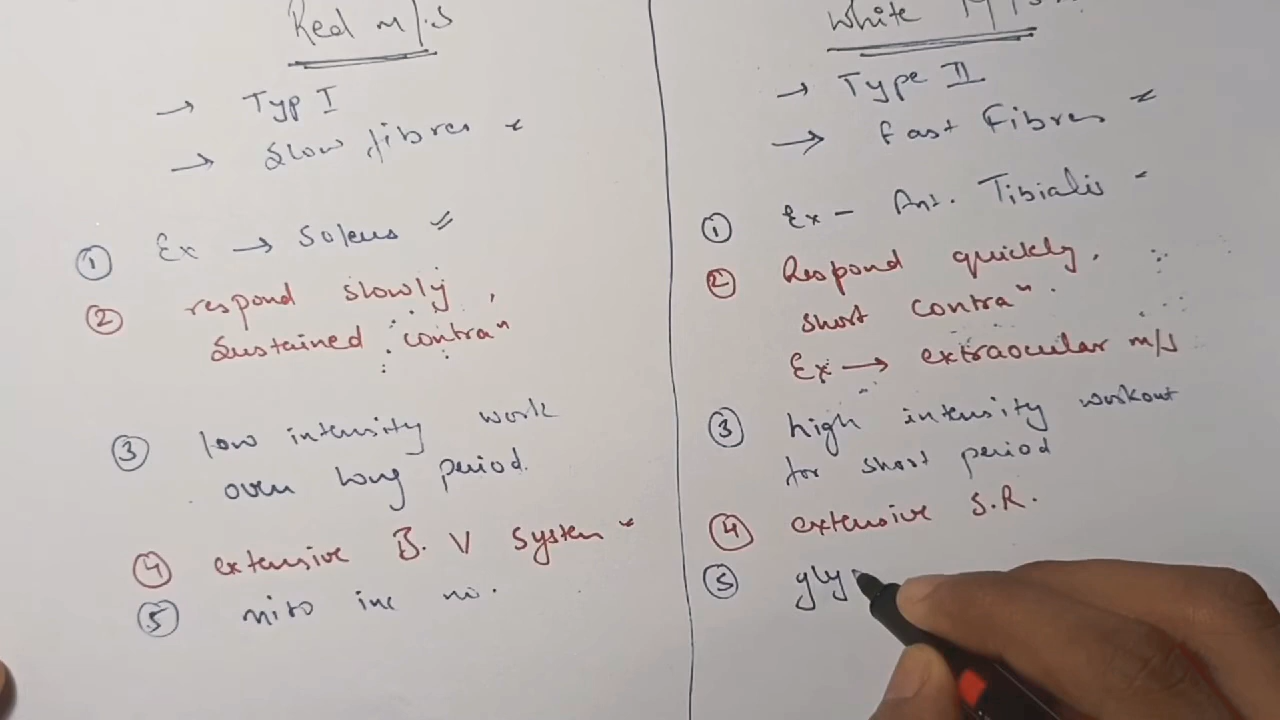 Red m/s
→ Typ I
→ slow fibres
① Ex → Soleus
② respond slowly,
sustained contraⁿ
③ low intensity work
over long period.
④ extensive B. V system
⑤ mito inc no.
White
→ Type II
→ fast Fibres
① Ex - Ant. Tibialis
② Respond quickly,
short contraⁿ.
Ex → extraocular m/s
③ high intensity workout
for short period
④ extensive S.R.
⑤ gly